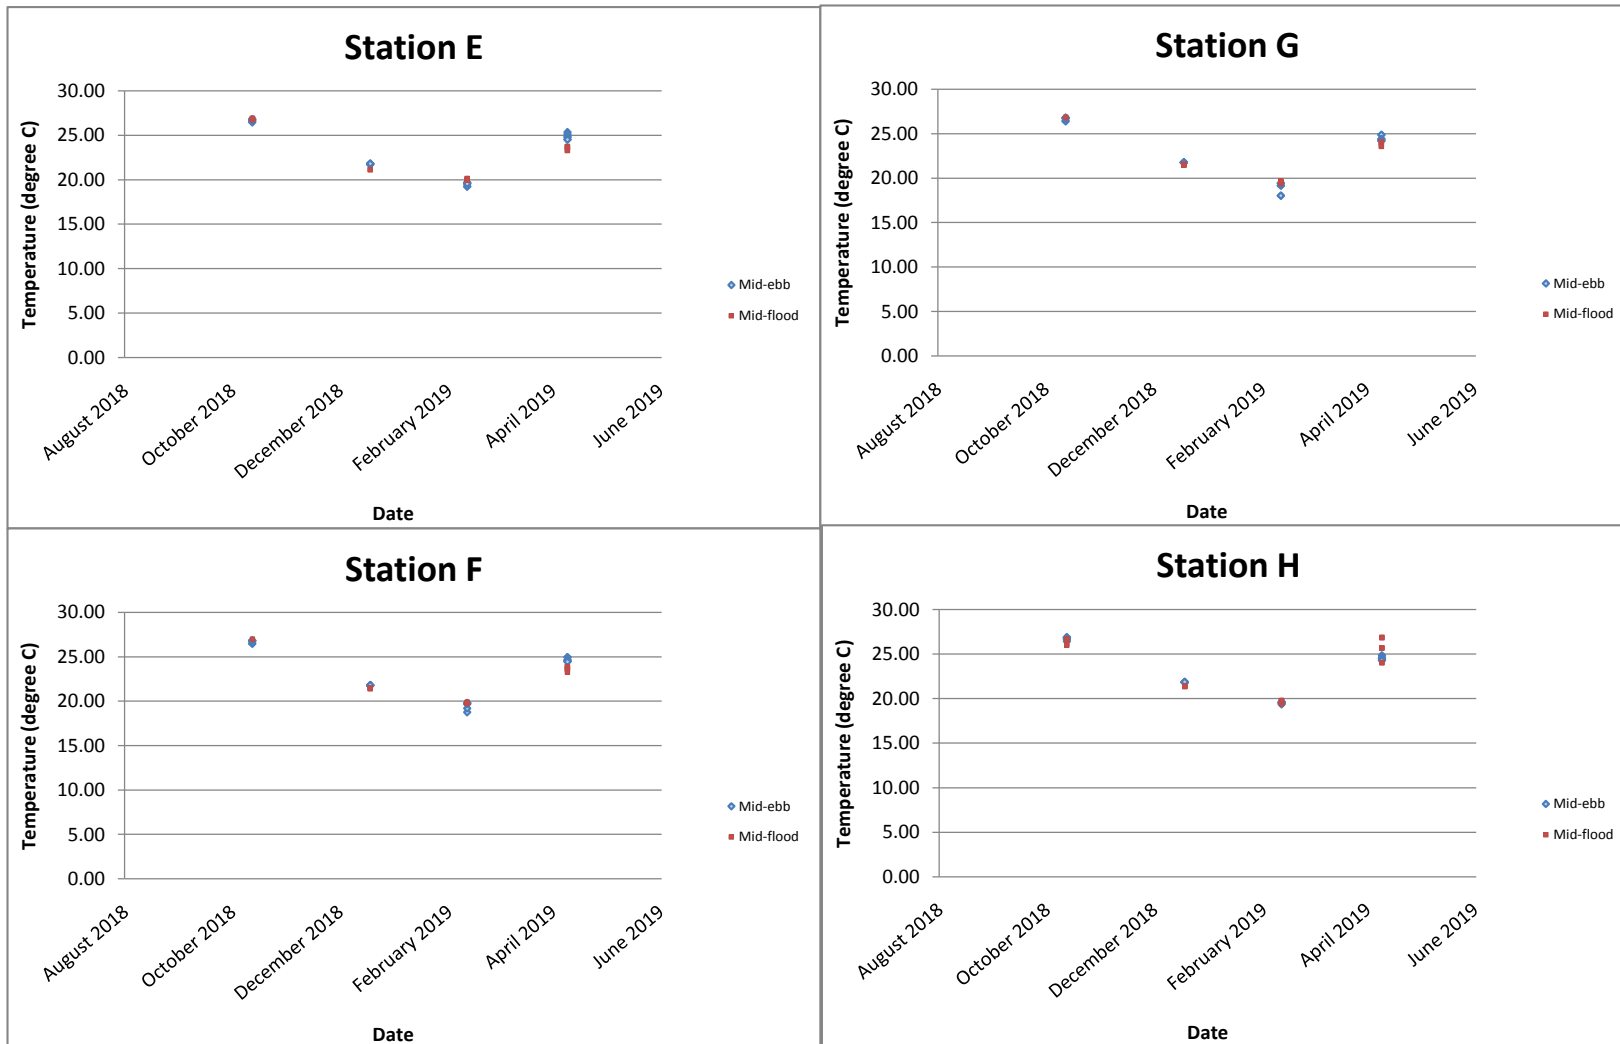 Station E
Temperature (degree C)
30.00
25.00
20.00
15.00
10.00
5.00
0.00
August 2018
October 2018
December 2018
February 2019
April 2019
June 2019
Date
Mid-ebb
Mid-flood
Station G
Temperature (degree C)
30.00
25.00
20.00
15.00
10.00
5.00
0.00
August 2018
October 2018
December 2018
February 2019
April 2019
June 2019
Date
Mid-ebb
Mid-flood
Station F
Temperature (degree C)
30.00
25.00
20.00
15.00
10.00
5.00
0.00
August 2018
October 2018
December 2018
February 2019
April 2019
June 2019
Date
Mid-ebb
Mid-flood
Station H
Temperature (degree C)
30.00
25.00
20.00
15.00
10.00
5.00
0.00
August 2018
October 2018
December 2018
February 2019
April 2019
June 2019
Date
Mid-ebb
Mid-flood